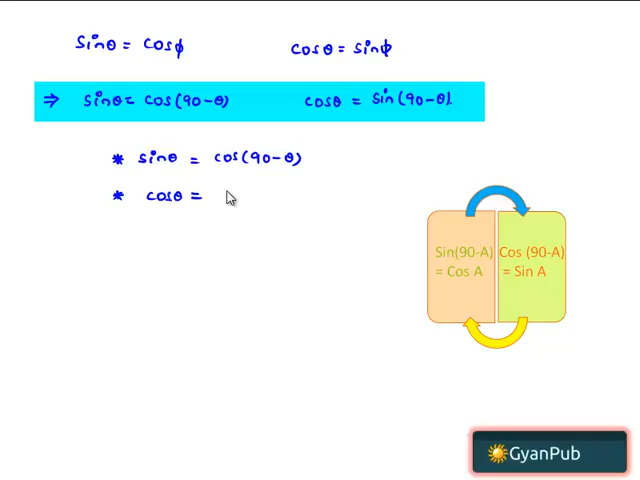 Sinθ = Cosϕ
Cosθ = Sinϕ
⇒ Sinθ = Cos(90-θ)
Cosθ = Sin(90-θ).
* Sinθ = Cos(90-θ)
* Cosθ =
Sin(90-A)
= Cos A
Cos (90-A)
= Sin A
GyanPub